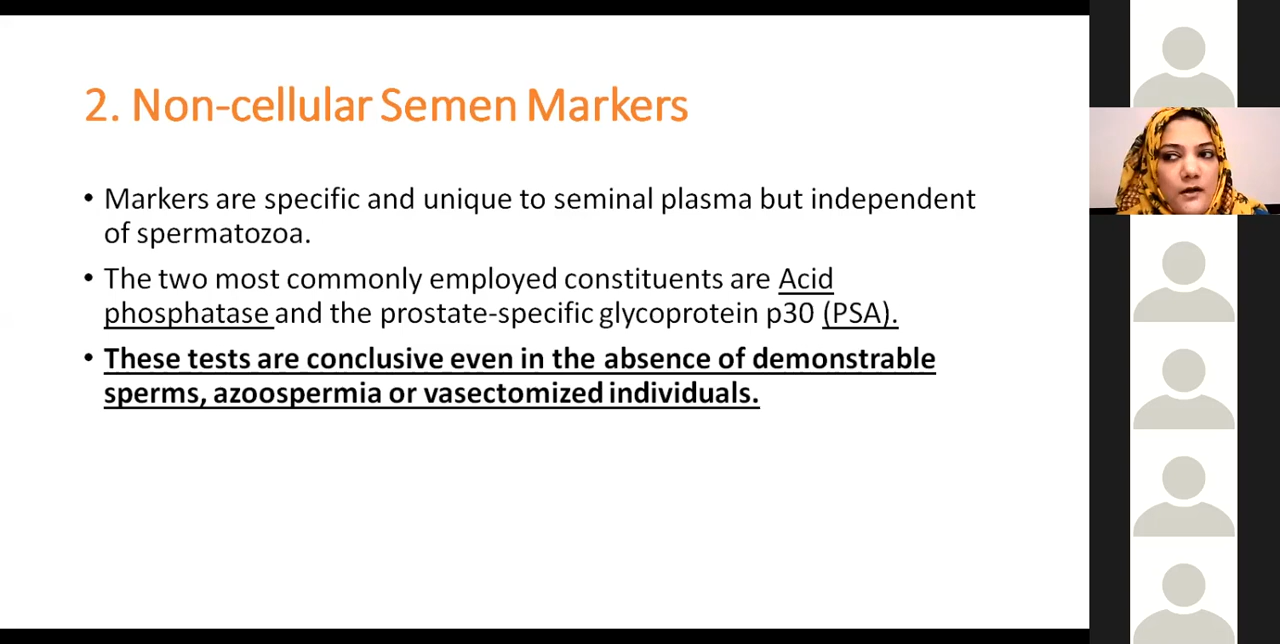 2. Non-cellular Semen Markers
• Markers are specific and unique to seminal plasma but independent
of spermatozoa.
• The two most commonly employed constituents are Acid
phosphatase and the prostate-specific glycoprotein p30 (PSA).
• These tests are conclusive even in the absence of demonstrable
sperms, azoospermia or vasectomized individuals.